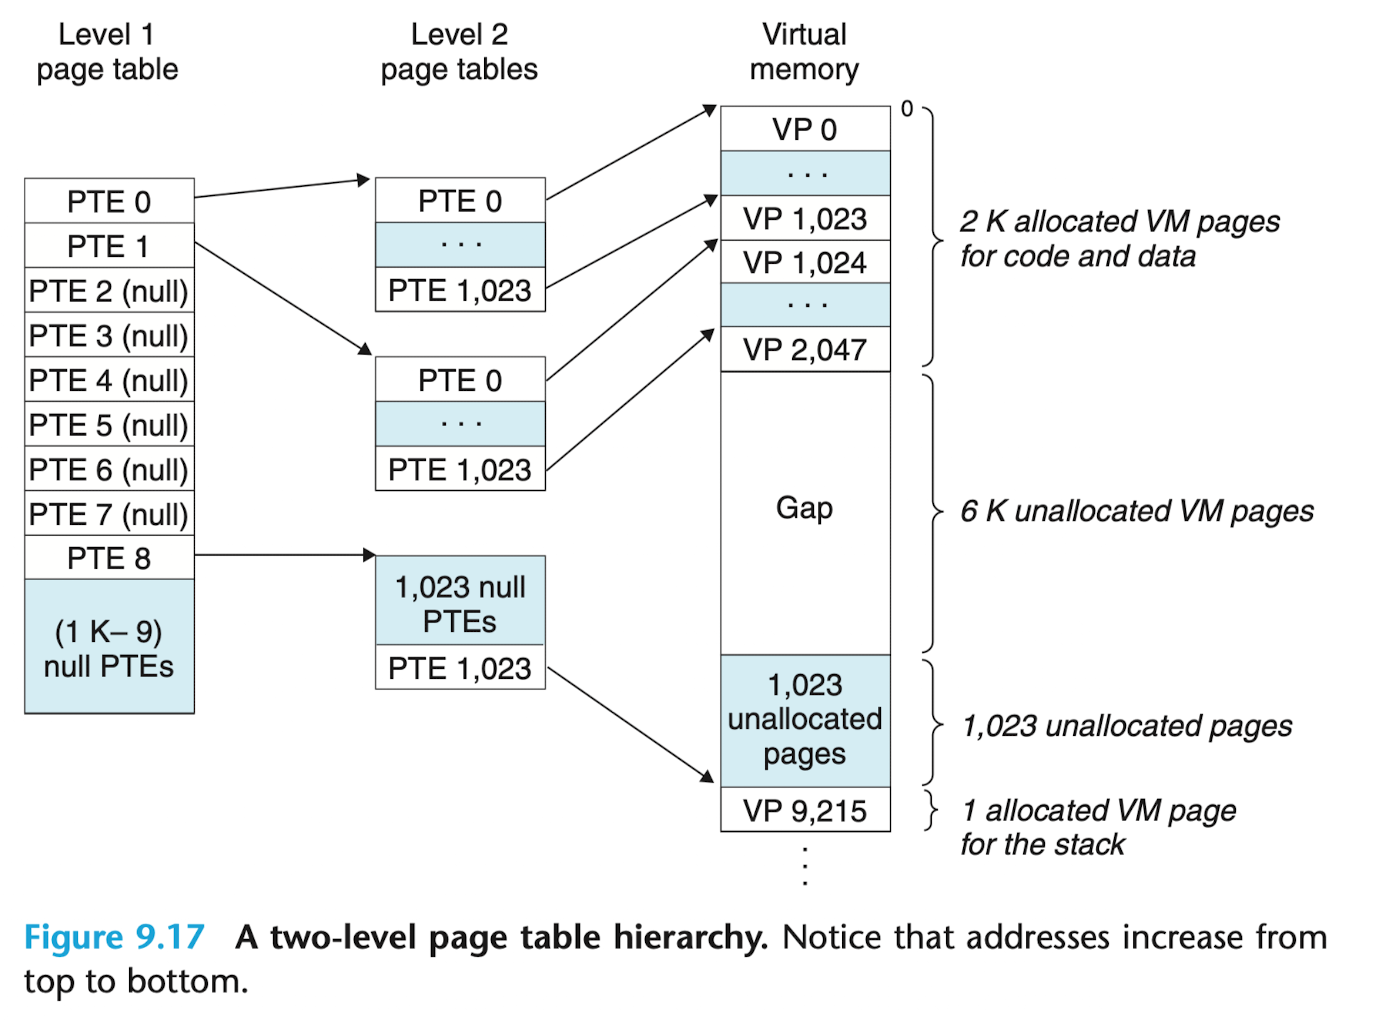 Level 1
page table
Level 2
page tables
Virtual
memory
PTE 0
PTE 1
PTE 2 (null)
PTE 3 (null)
PTE 4 (null)
PTE 5 (null)
PTE 6 (null)
PTE 7 (null)
PTE 8
(1 K– 9)
null PTEs
PTE 0
. . .
PTE 1,023
PTE 0
. . .
PTE 1,023
1,023 null
PTEs
PTE 1,023
0
VP 0
. . .
VP 1,023
VP 1,024
. . .
VP 2,047
Gap
1,023
unallocated
pages
VP 9,215
2 K allocated VM pages
for code and data
6 K unallocated VM pages
1,023 unallocated pages
1 allocated VM page
for the stack
Figure 9.17 A two-level page table hierarchy. Notice that addresses increase from
top to bottom.